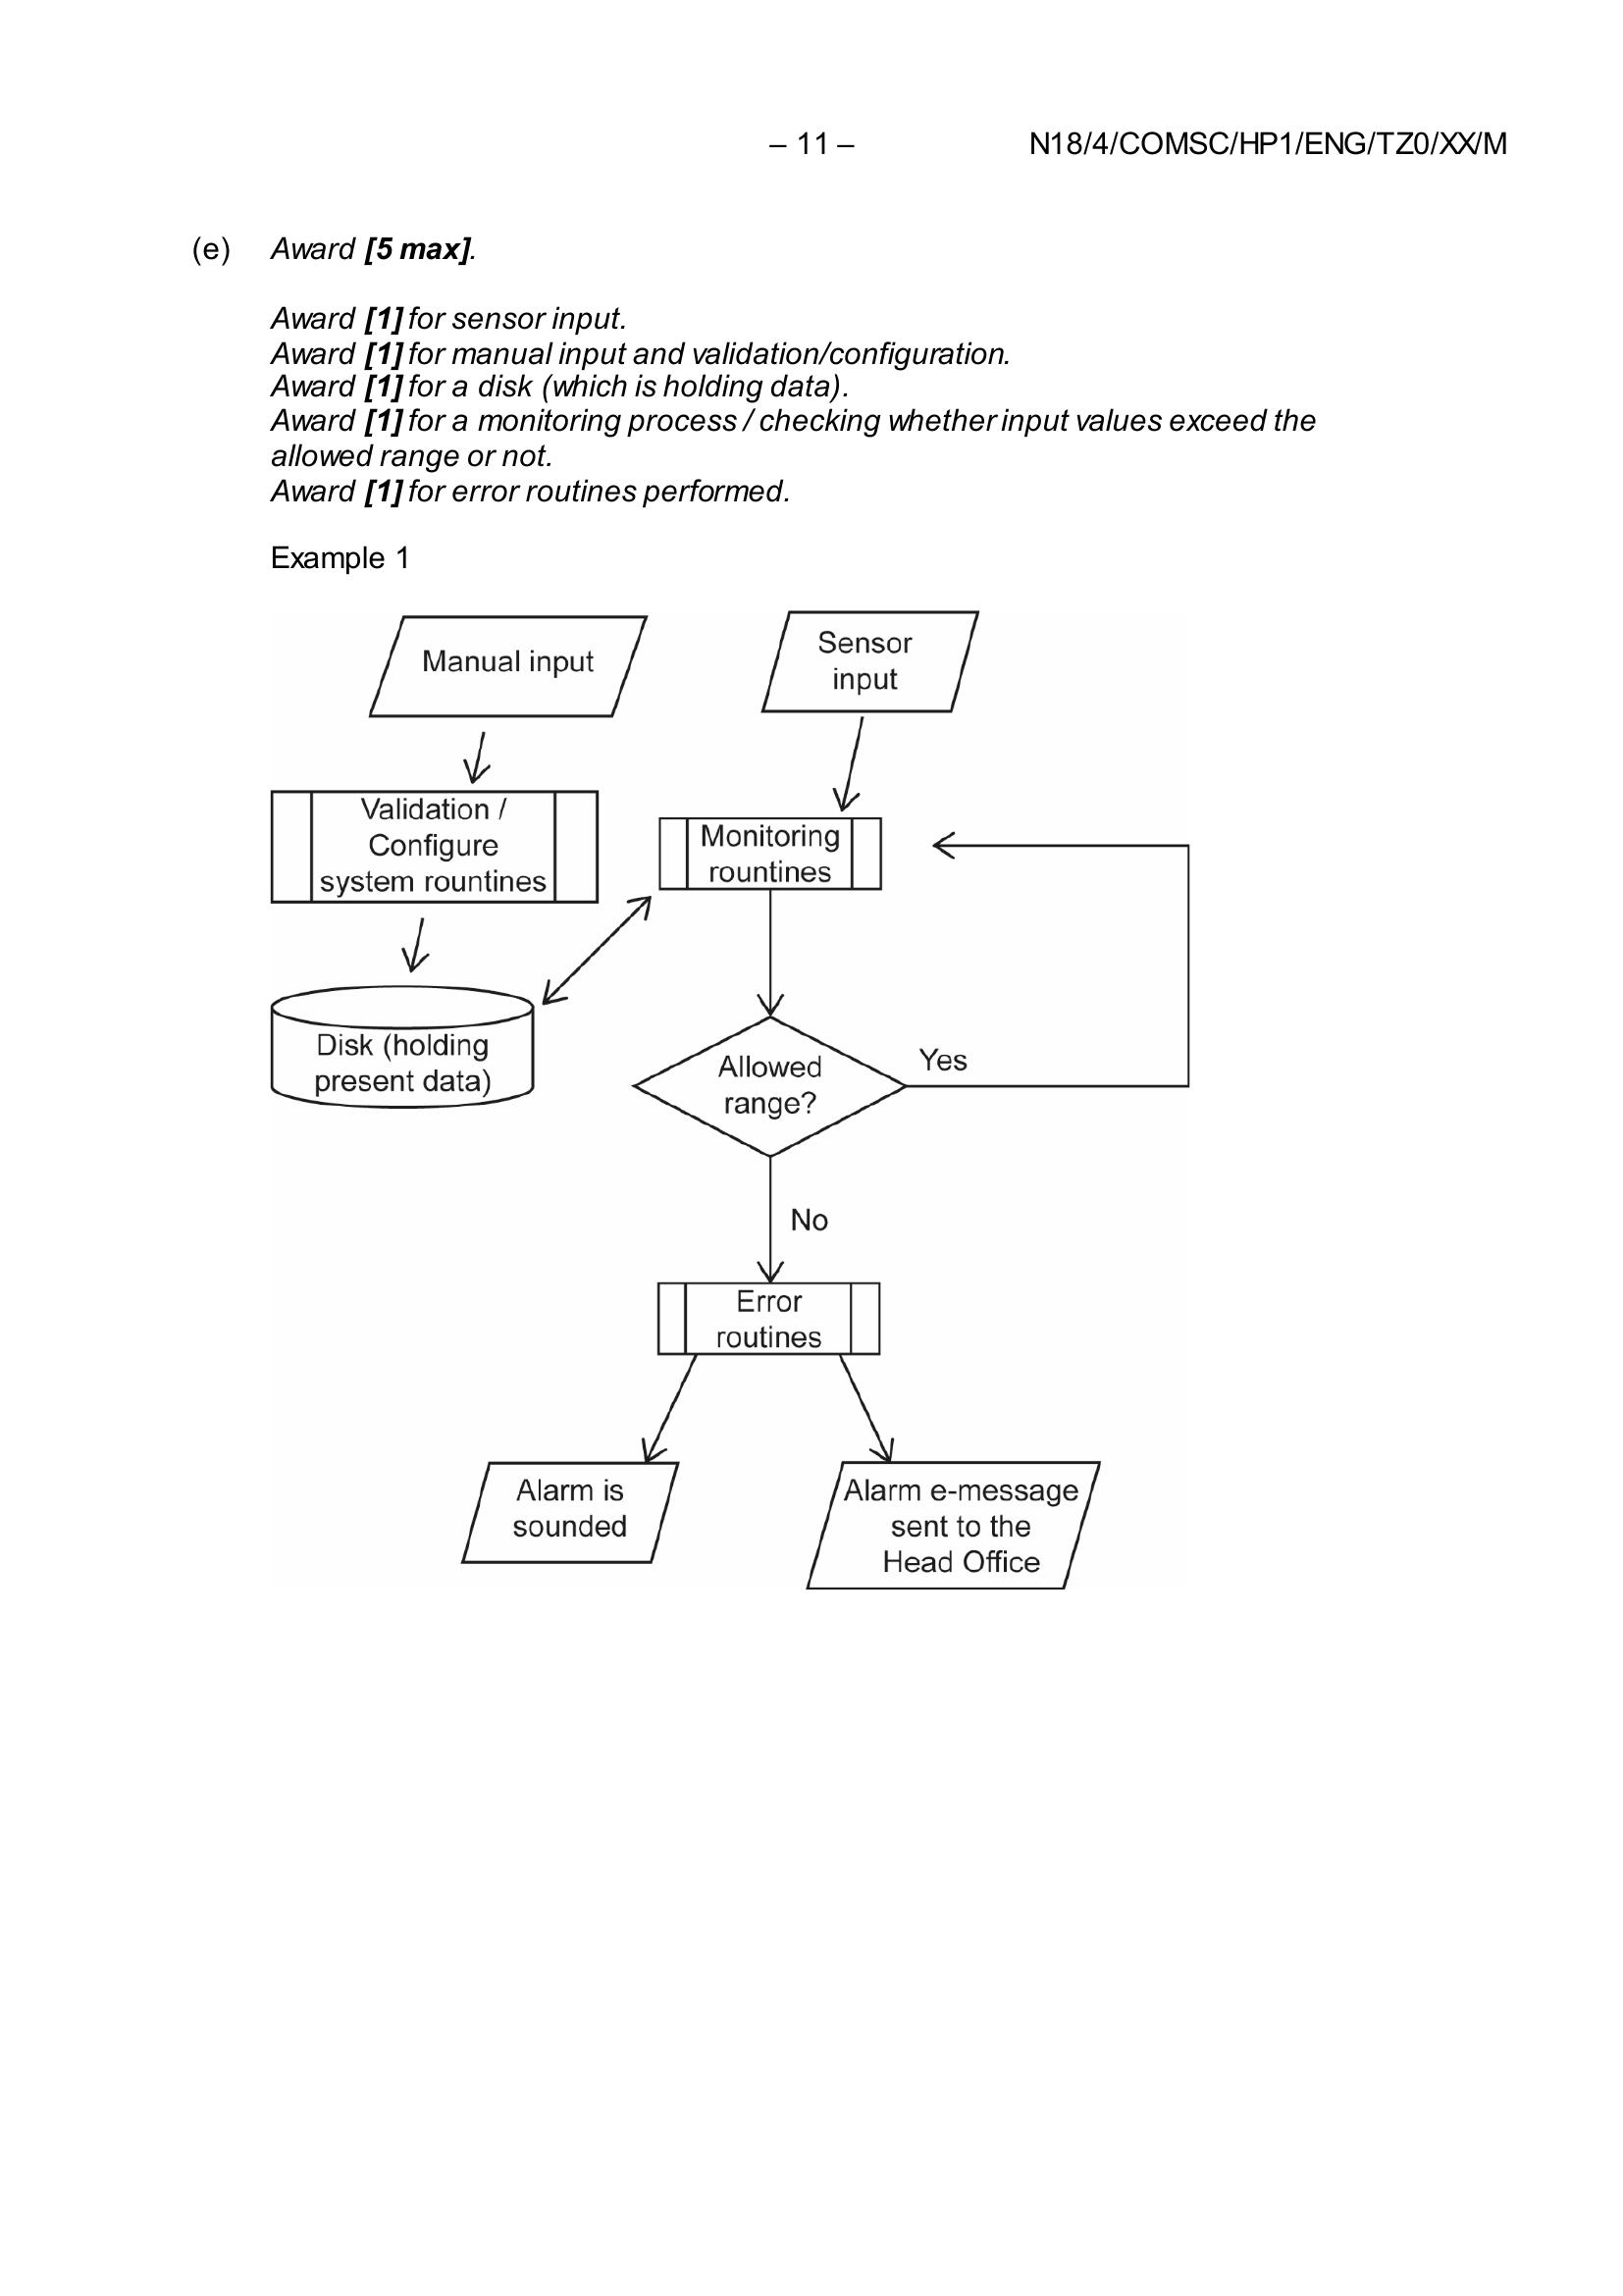 – 11 –
N18/4/COMSC/HP1/ENG/TZ0/XX/M
(e) Award [5 max].
Award [1] for sensor input.
Award [1] for manual input and validation/configuration.
Award [1] for a disk (which is holding data).
Award [1] for a monitoring process / checking whether input values exceed the
allowed range or not.
Award [1] for error routines performed.
Example 1
Manual input
Sensor
input
Validation /
Configure
system rountines
Monitoring
rountines
Disk (holding
present data)
Allowed
range?
Yes
No
Error
routines
Alarm is
sounded
Alarm e-message
sent to the
Head Office